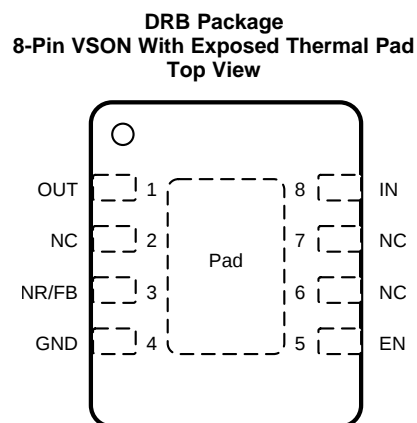 DRB Package
8-Pin VSON With Exposed Thermal Pad
Top View
OUT 1 8 IN
NC 2 7 NC
Pad
NR/FB 3 6 NC
GND 4 5 EN